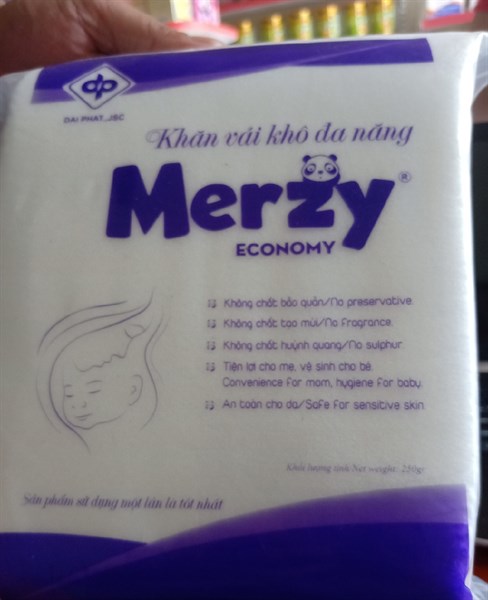 dp
DAI PHAT.,JSC
Khăn vải khô đa năng
Merzy®
ECONOMY
Không chất bảo quản/No preservative.
Không chất tạo mùi/No Fragrance.
Không chất huỳnh quang/No sulphur
Tiện lợi cho mẹ, vệ sinh cho bé.
Convenience for mom, hygiene for baby.
An toàn cho da/Safe for sensitive skin
Khối lượng tịnh/Net weight: 250gr
Sản phẩm sử dụng một lần là tốt nhất